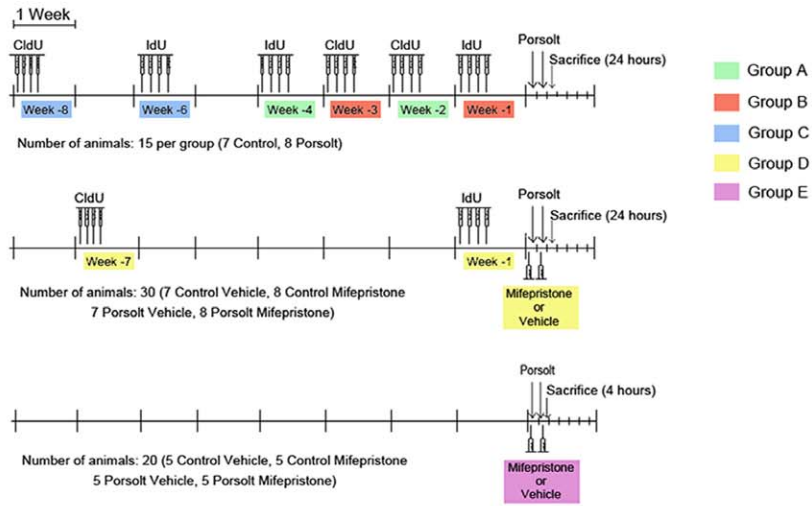 1 Week
CldU
IdU
IdU
CldU
CldU
IdU
Porsolt
Sacrifice (24 hours)
Week -8
Week -6
Week -4
Week -3
Week -2
Week -1
Number of animals: 15 per group (7 Control, 8 Porsolt)
Group A
Group B
Group C
Group D
Group E
CldU
IdU
Porsolt
Sacrifice (24 hours)
Week -7
Week -1
Number of animals: 30 (7 Control Vehicle, 8 Control Mifepristone
7 Porsolt Vehicle, 8 Porsolt Mifepristone)
Mifepristone
or
Vehicle
Porsolt
Sacrifice (4 hours)
Number of animals: 20 (5 Control Vehicle, 5 Control Mifepristone
5 Porsolt Vehicle, 5 Porsolt Mifepristone)
Mifepristone
or
Vehicle